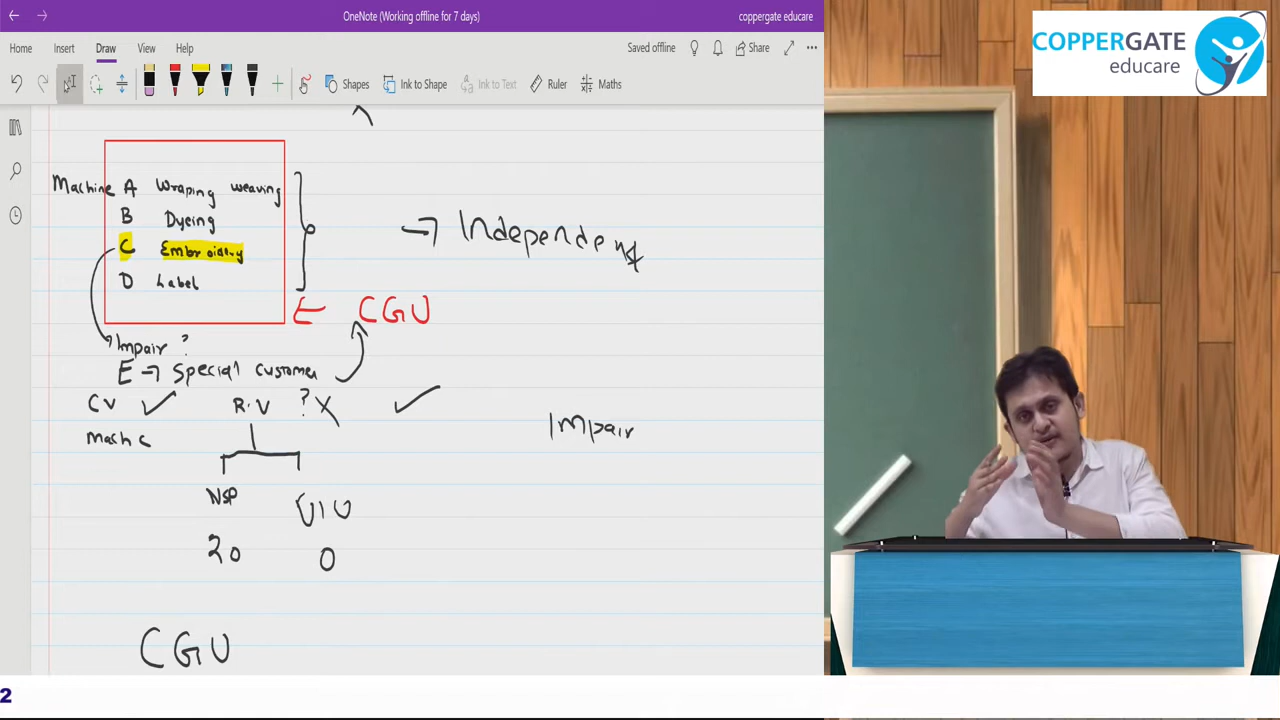 OneNote (Working offline for 7 days)
coppergate educare
Home Insert Draw View Help
Saved offline Share
Shapes Ink to Shape Ink to Text Ruler Maths
COPPERGATE
educare
Machine A Wraping weaving
B Dyeing
C Embroidary
D Label
→ Independent
E CGU
Impair ?
E → Special customer
CV ✓ R.V ? X ✓
Mach C
Impair
NSP VIU
20 0
CGU
2